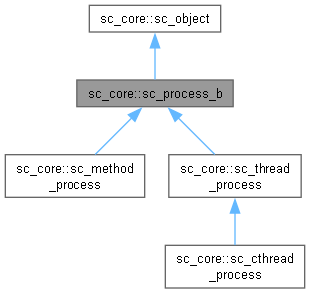 sc_core::sc_object
sc_core::sc_process_b
sc_core::sc_method
_process
sc_core::sc_thread
_process
sc_core::sc_cthread
_process